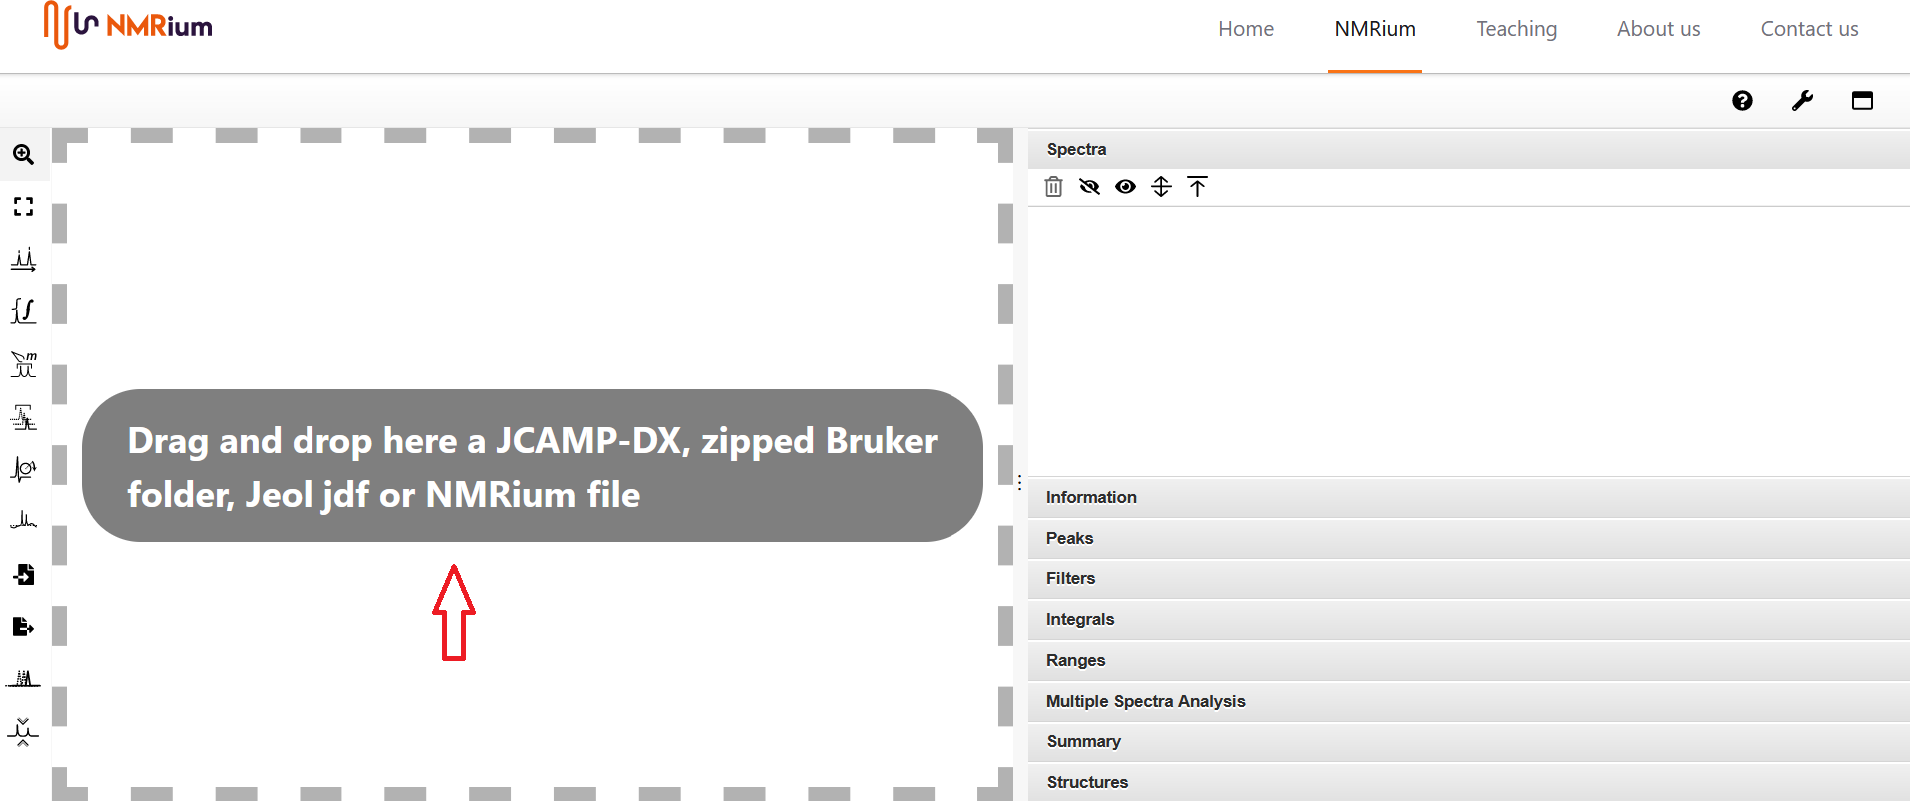 NMRium
Home
NMRium
Teaching
About us
Contact us
Spectra
Drag and drop here a JCAMP-DX, zipped Bruker
folder, Jeol jdf or NMRium file
Information
Peaks
Filters
Integrals
Ranges
Multiple Spectra Analysis
Summary
Structures